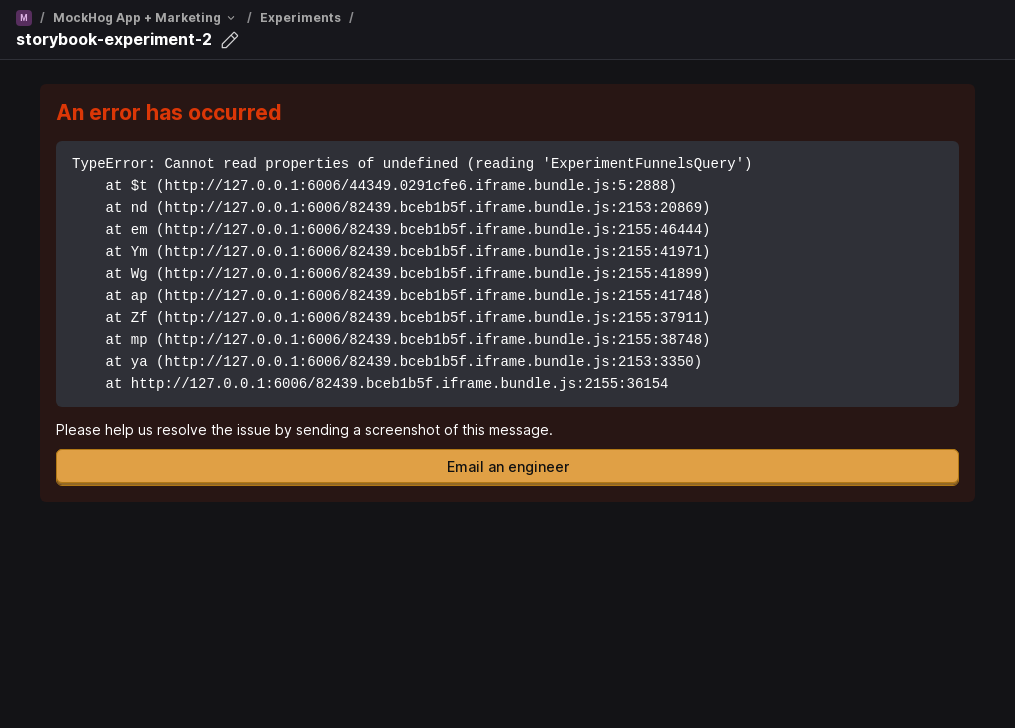 M / MockHog App + Marketing / Experiments /
storybook-experiment-2
An error has occurred
TypeError: Cannot read properties of undefined (reading 'ExperimentFunnelsQuery')
    at $t (http://127.0.0.1:6006/44349.0291cfe6.iframe.bundle.js:5:2888)
    at nd (http://127.0.0.1:6006/82439.bceb1b5f.iframe.bundle.js:2153:20869)
    at em (http://127.0.0.1:6006/82439.bceb1b5f.iframe.bundle.js:2155:46444)
    at Ym (http://127.0.0.1:6006/82439.bceb1b5f.iframe.bundle.js:2155:41971)
    at Wg (http://127.0.0.1:6006/82439.bceb1b5f.iframe.bundle.js:2155:41899)
    at ap (http://127.0.0.1:6006/82439.bceb1b5f.iframe.bundle.js:2155:41748)
    at Zf (http://127.0.0.1:6006/82439.bceb1b5f.iframe.bundle.js:2155:37911)
    at mp (http://127.0.0.1:6006/82439.bceb1b5f.iframe.bundle.js:2155:38748)
    at ya (http://127.0.0.1:6006/82439.bceb1b5f.iframe.bundle.js:2153:3350)
    at http://127.0.0.1:6006/82439.bceb1b5f.iframe.bundle.js:2155:36154
Please help us resolve the issue by sending a screenshot of this message.
Email an engineer